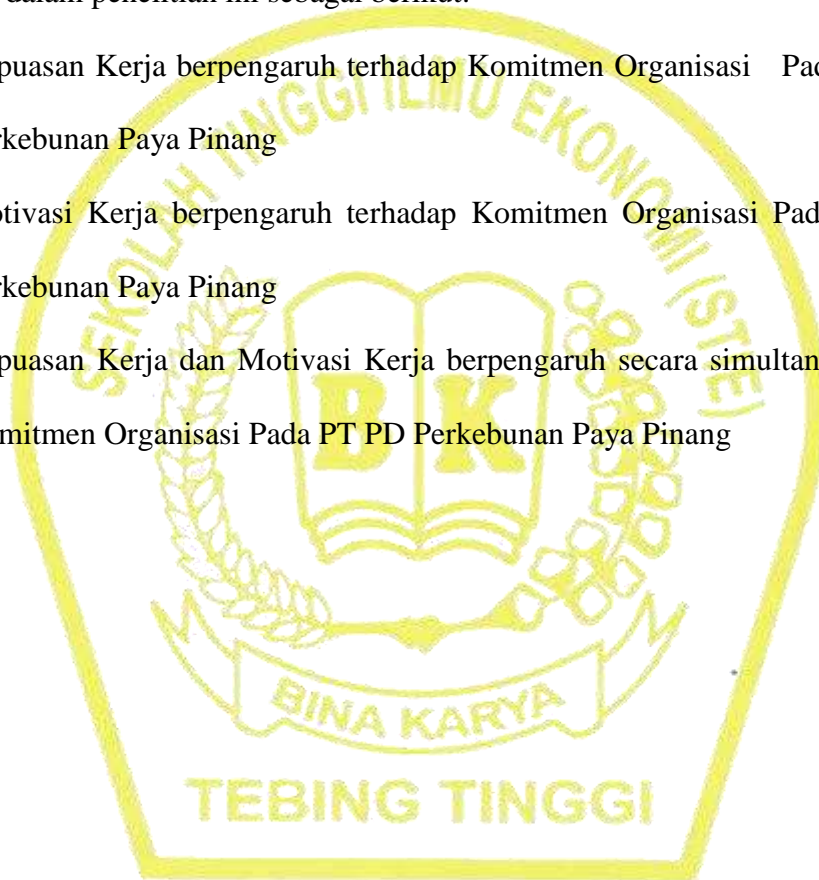 dalam penelitian ini sebagai berikut:
puasan Kerja berpengaruh terhadap Komitmen Organisasi Pad
rkebunan Paya Pinang
otivasi Kerja berpengaruh terhadap Komitmen Organisasi Pad
rkebunan Paya Pinang
puasan Kerja dan Motivasi Kerja berpengaruh secara simultan
mitmen Organisasi Pada PT PD Perkebunan Paya Pinang
SEKOLAH TINGGI ILMU EKONOMI (STIE)
B K
BINA KARYA
TEBING TINGGI